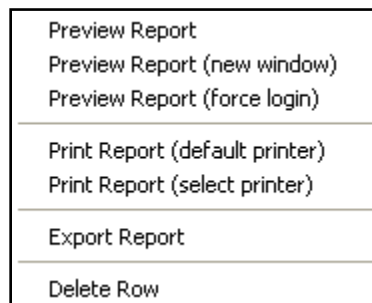 Preview Report
Preview Report (new window)
Preview Report (force login)
Print Report (default printer)
Print Report (select printer)
Export Report
Delete Row